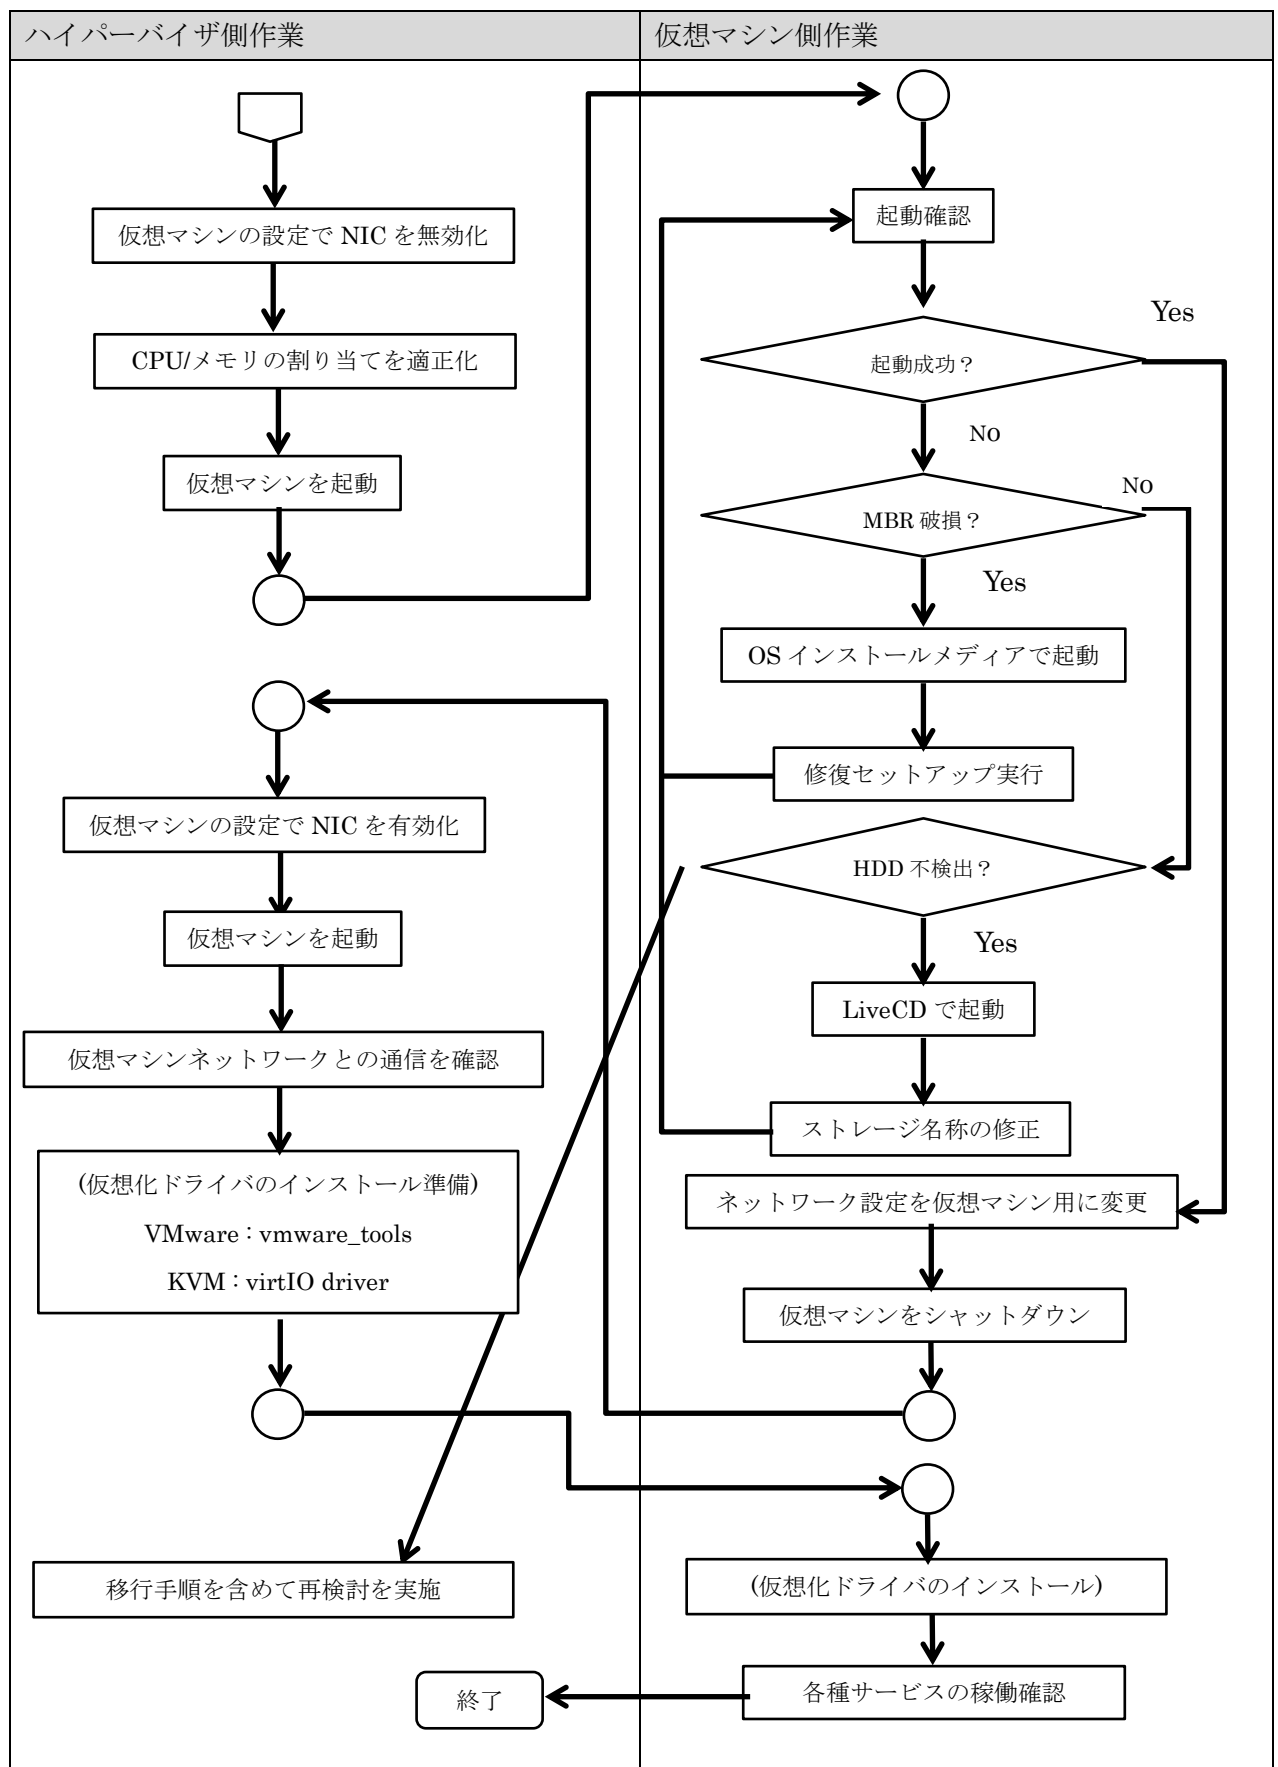 ハイパーバイザ側作業
仮想マシンの設定で NIC を無効化
CPU/メモリの割り当てを適正化
仮想マシンを起動
仮想マシンの設定で NIC を有効化
仮想マシンを起動
仮想マシンネットワークとの通信を確認
(仮想化ドライバのインストール準備)
VMware：vmware_tools
KVM：virtIO driver
移行手順を含めて再検討を実施
終了
仮想マシン側作業
起動確認
起動成功？
Yes
No
MBR 破損？
No
Yes
OS インストールメディアで起動
修復セットアップ実行
HDD 不検出？
Yes
LiveCD で起動
ストレージ名称の修正
ネットワーク設定を仮想マシン用に変更
仮想マシンをシャットダウン
(仮想化ドライバのインストール)
各種サービスの稼働確認